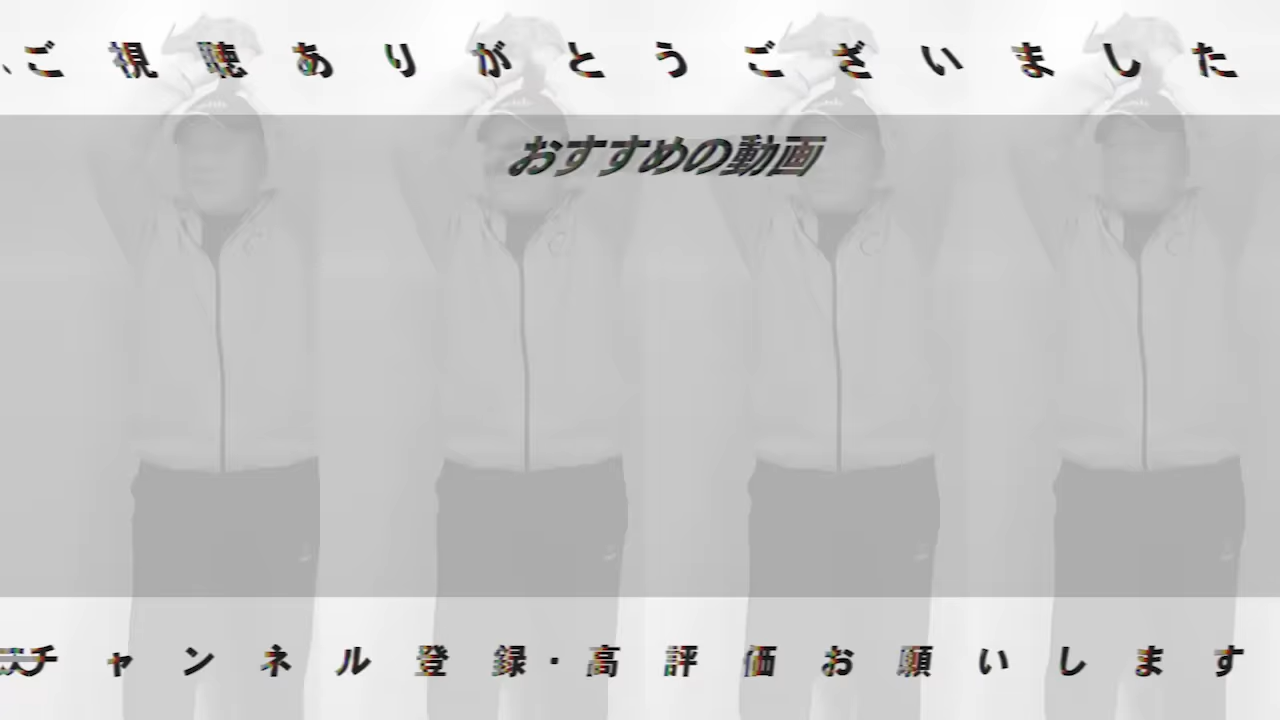 ご視聴ありがとうございました
おすすめの動画
チャンネル登録・高評価お願いします